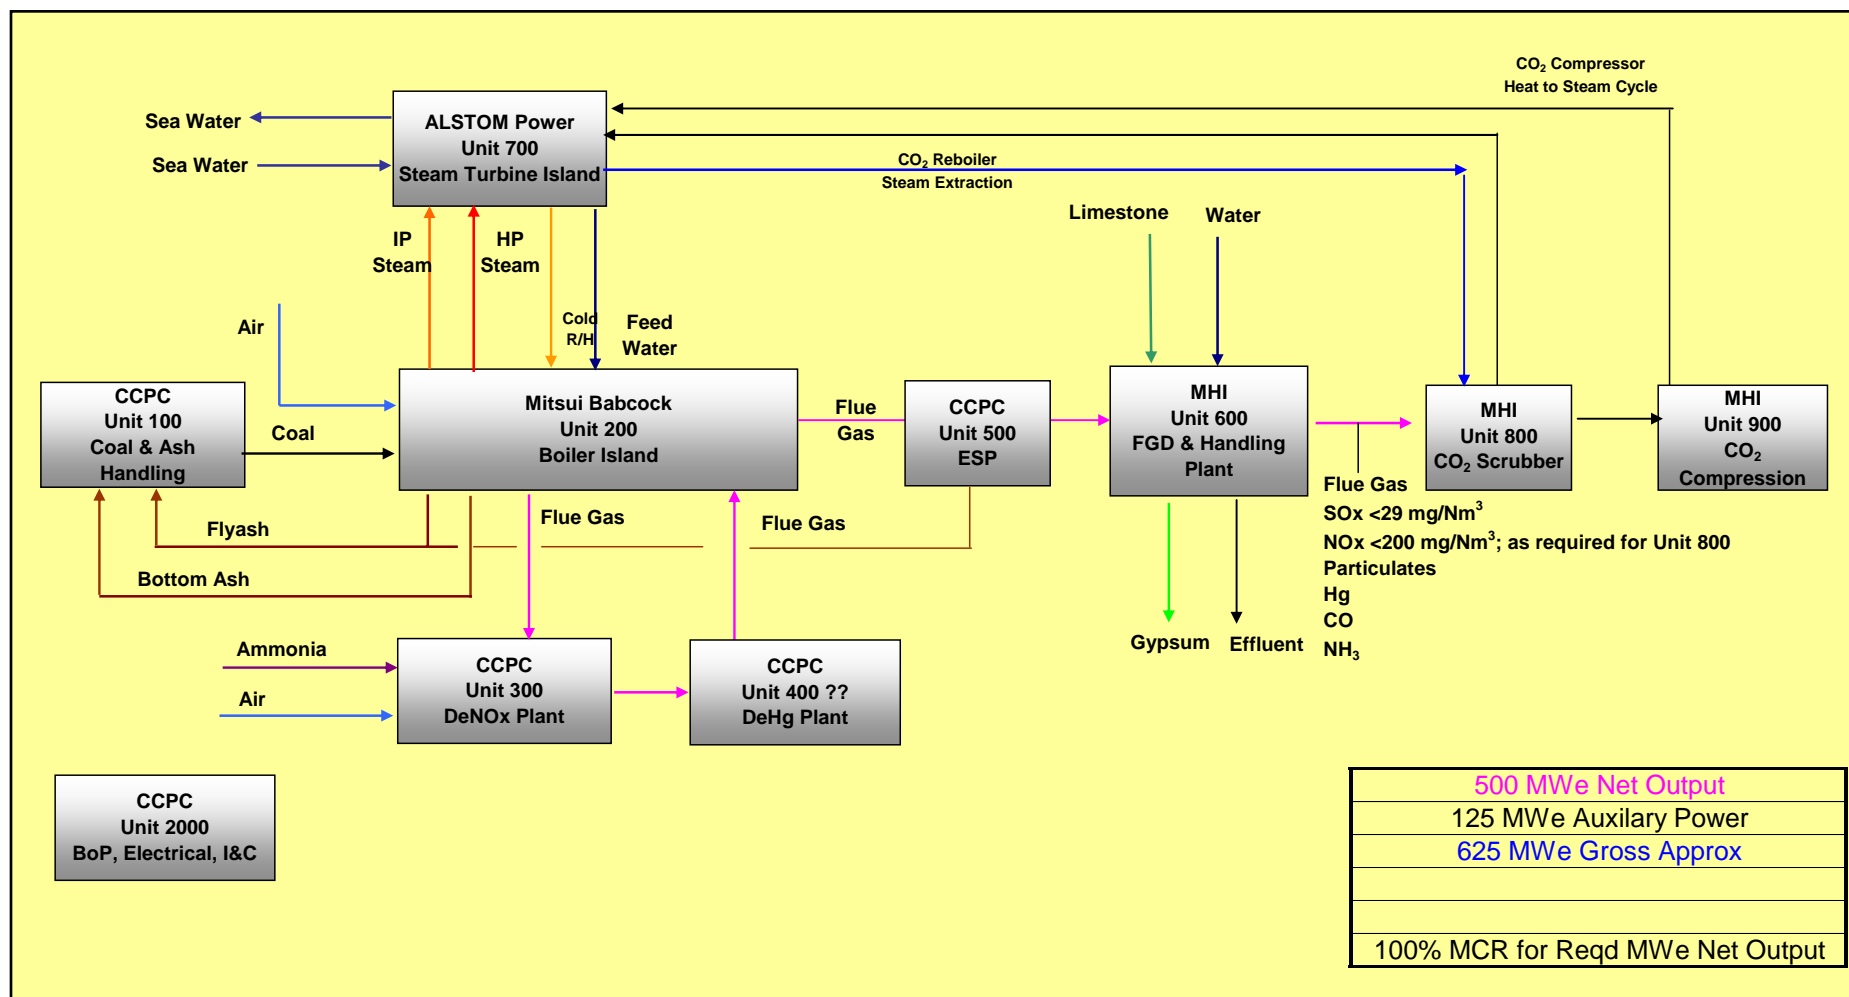 CO₂ Compressor
Heat to Steam Cycle
Sea Water
Sea Water
ALSTOM Power
Unit 700
Steam Turbine Island
CO₂ Reboiler
Steam Extraction
IP
Steam
HP
Steam
Limestone
Water
Air
Cold
R/H
Feed
Water
CCPC
Unit 100
Coal & Ash
Handling
Coal
Mitsui Babcock
Unit 200
Boiler Island
Flue
Gas
CCPC
Unit 500
ESP
MHI
Unit 600
FGD & Handling
Plant
MHI
Unit 800
CO₂ Scrubber
MHI
Unit 900
CO₂
Compression
Flyash
Bottom Ash
Flue Gas
Flue Gas
Flue Gas
SOx <29 mg/Nm³
NOx <200 mg/Nm³; as required for Unit 800
Particulates
Hg
CO
NH₃
Gypsum
Effluent
Ammonia
Air
CCPC
Unit 300
DeNOx Plant
CCPC
Unit 400 ??
DeHg Plant
CCPC
Unit 2000
BoP, Electrical, I&C
500 MWe Net Output
125 MWe Auxilary Power
625 MWe Gross Approx
100% MCR for Reqd MWe Net Output